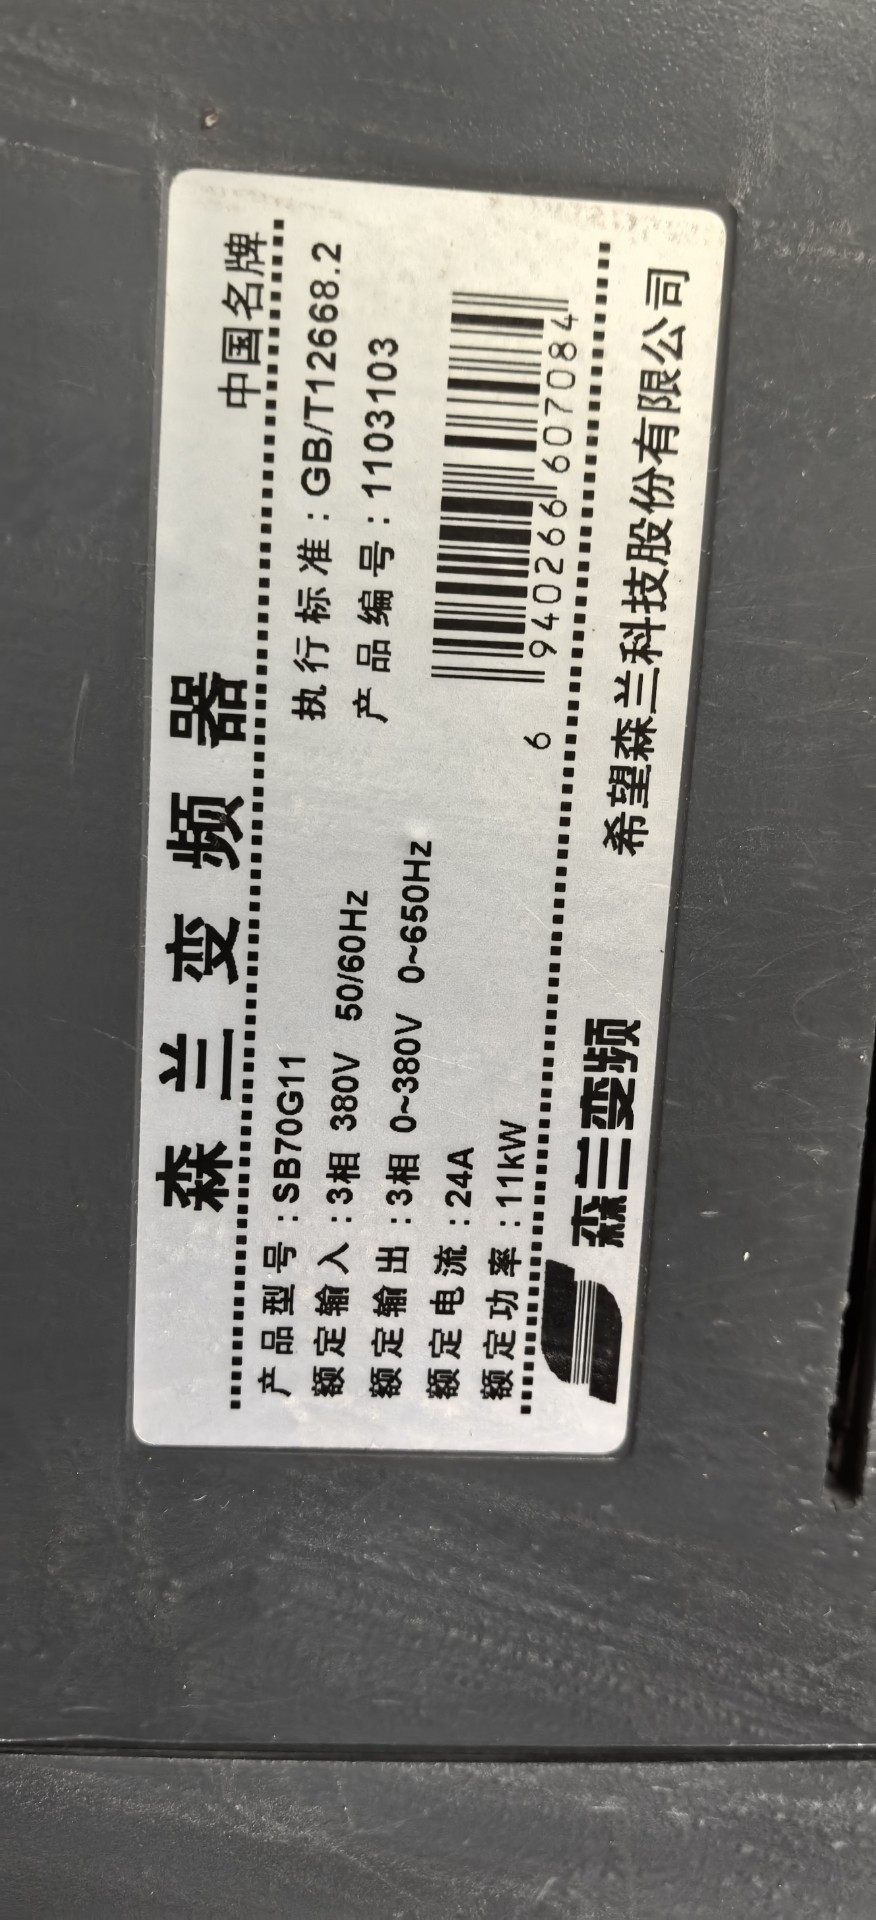 中国名牌
森兰变频器
产品型号:SB70G11
额定输入:3相 380V 50/60Hz
额定输出:3相 0~380V 0~650Hz
额定电流:24A
额定功率:11kW
执行标准:GB/T12668.2
产品编号:1103103
6 940266 607084
森兰变频
希望森兰科技股份有限公司